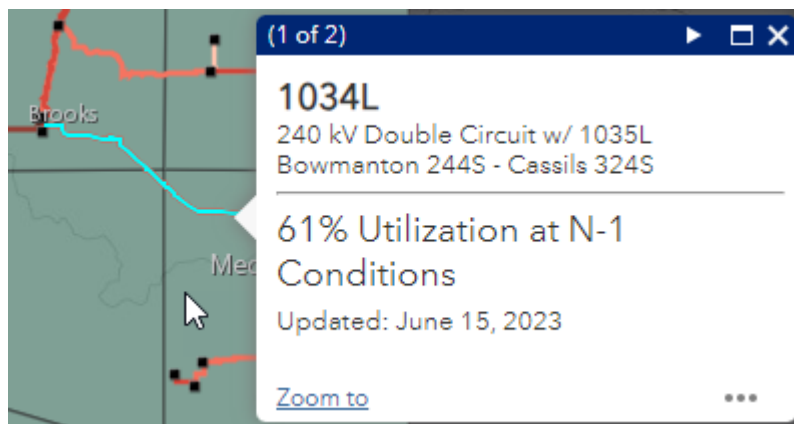 (1 of 2)
1034L
240 kV Double Circuit w/ 1035L
Bowmanton 244S - Cassils 324S
61% Utilization at N-1
Conditions
Updated: June 15, 2023
Zoom to
Brooks
Med